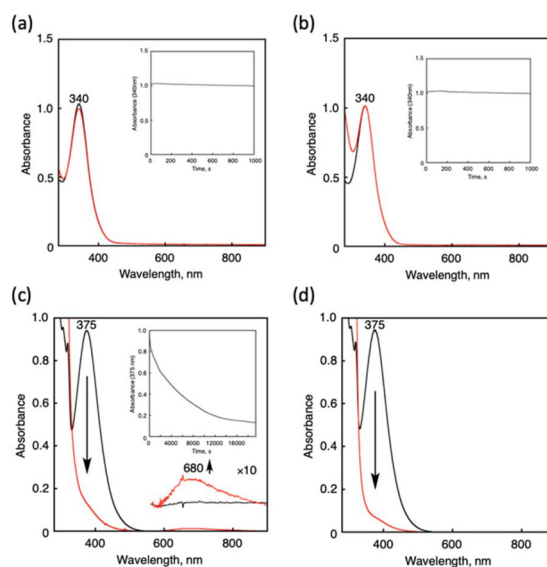 (a)
1.5
1.0
0.5
0
Absorbance
340
400
600
800
Wavelength, nm
1.5
1.0
0.5
0
Absorbance (340nm)
0 200 400 600 800 1000
Time, s
(b)
1.5
1.0
0.5
0
Absorbance
340
400
600
800
Wavelength, nm
1.5
1.0
0.5
0
Absorbance (340nm)
0 200 400 600 800 1000
Time, s
(c)
1.0
0.8
0.6
0.4
0.2
0
Absorbance
375
680
×10
400
600
800
Wavelength, nm
1.0
0.8
0.6
0.4
0.2
0
Absorbance (375 nm)
0 4000 8000 12000 16000
Time, s
(d)
1.0
0.8
0.6
0.4
0.2
0
Absorbance
375
400
600
800
Wavelength, nm